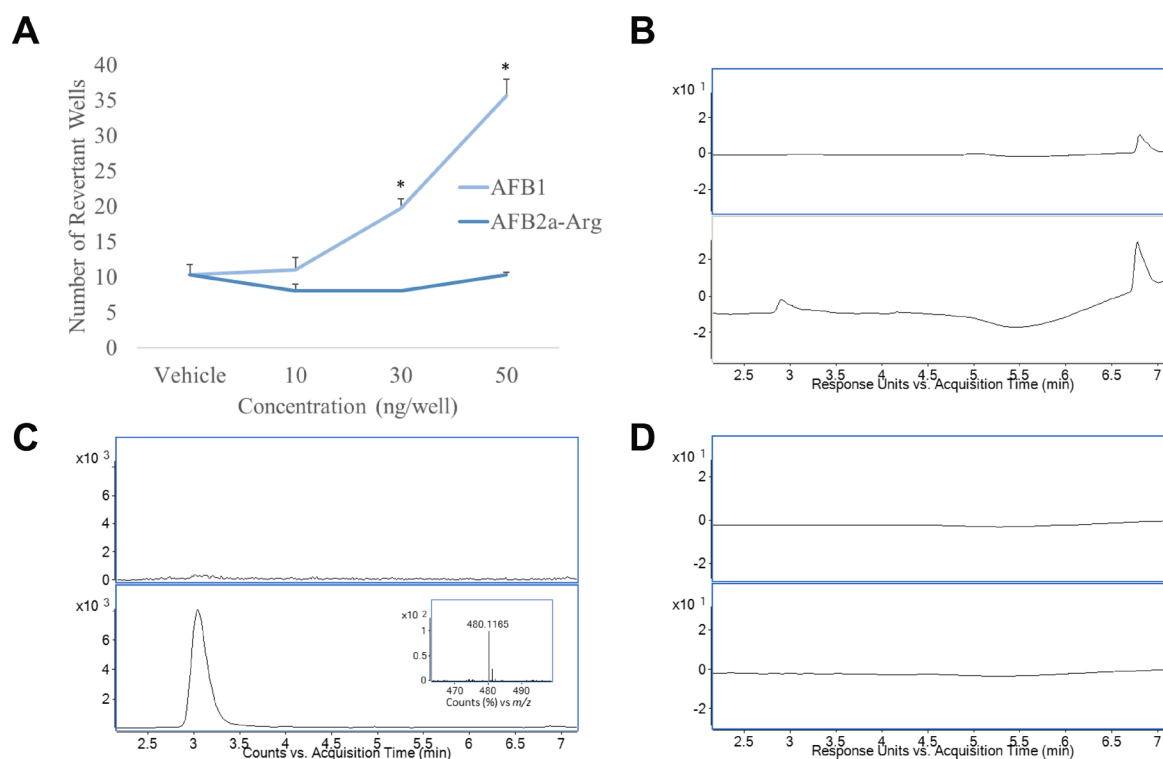 A
40
35
30
25
20
15
10
5
0
Number of Revertant Wells
*
*
AFB1
AFB2a-Arg
Vehicle 10 30 50
Concentration (ng/well)
B
x10 1
2
0
-2
x10 1
2
0
-2
2.5 3 3.5 4 4.5 5 5.5 6 6.5 7
Response Units vs. Acquisition Time (min)
C
x10 3
6
4
2
0
x10 3
6
4
2
x10 2
1
0.5
0
480.1165
470 480 490
Counts (%) vs m/z
2.5 3 3.5 4 4.5 5 5.5 6 6.5 7
Counts vs. Acquisition Time (min)
D
x10 1
2
0
-2
x10 1
2
0
-2
2.5 3 3.5 4 4.5 5 5.5 6 6.5 7
Response Units vs. Acquisition Time (min)